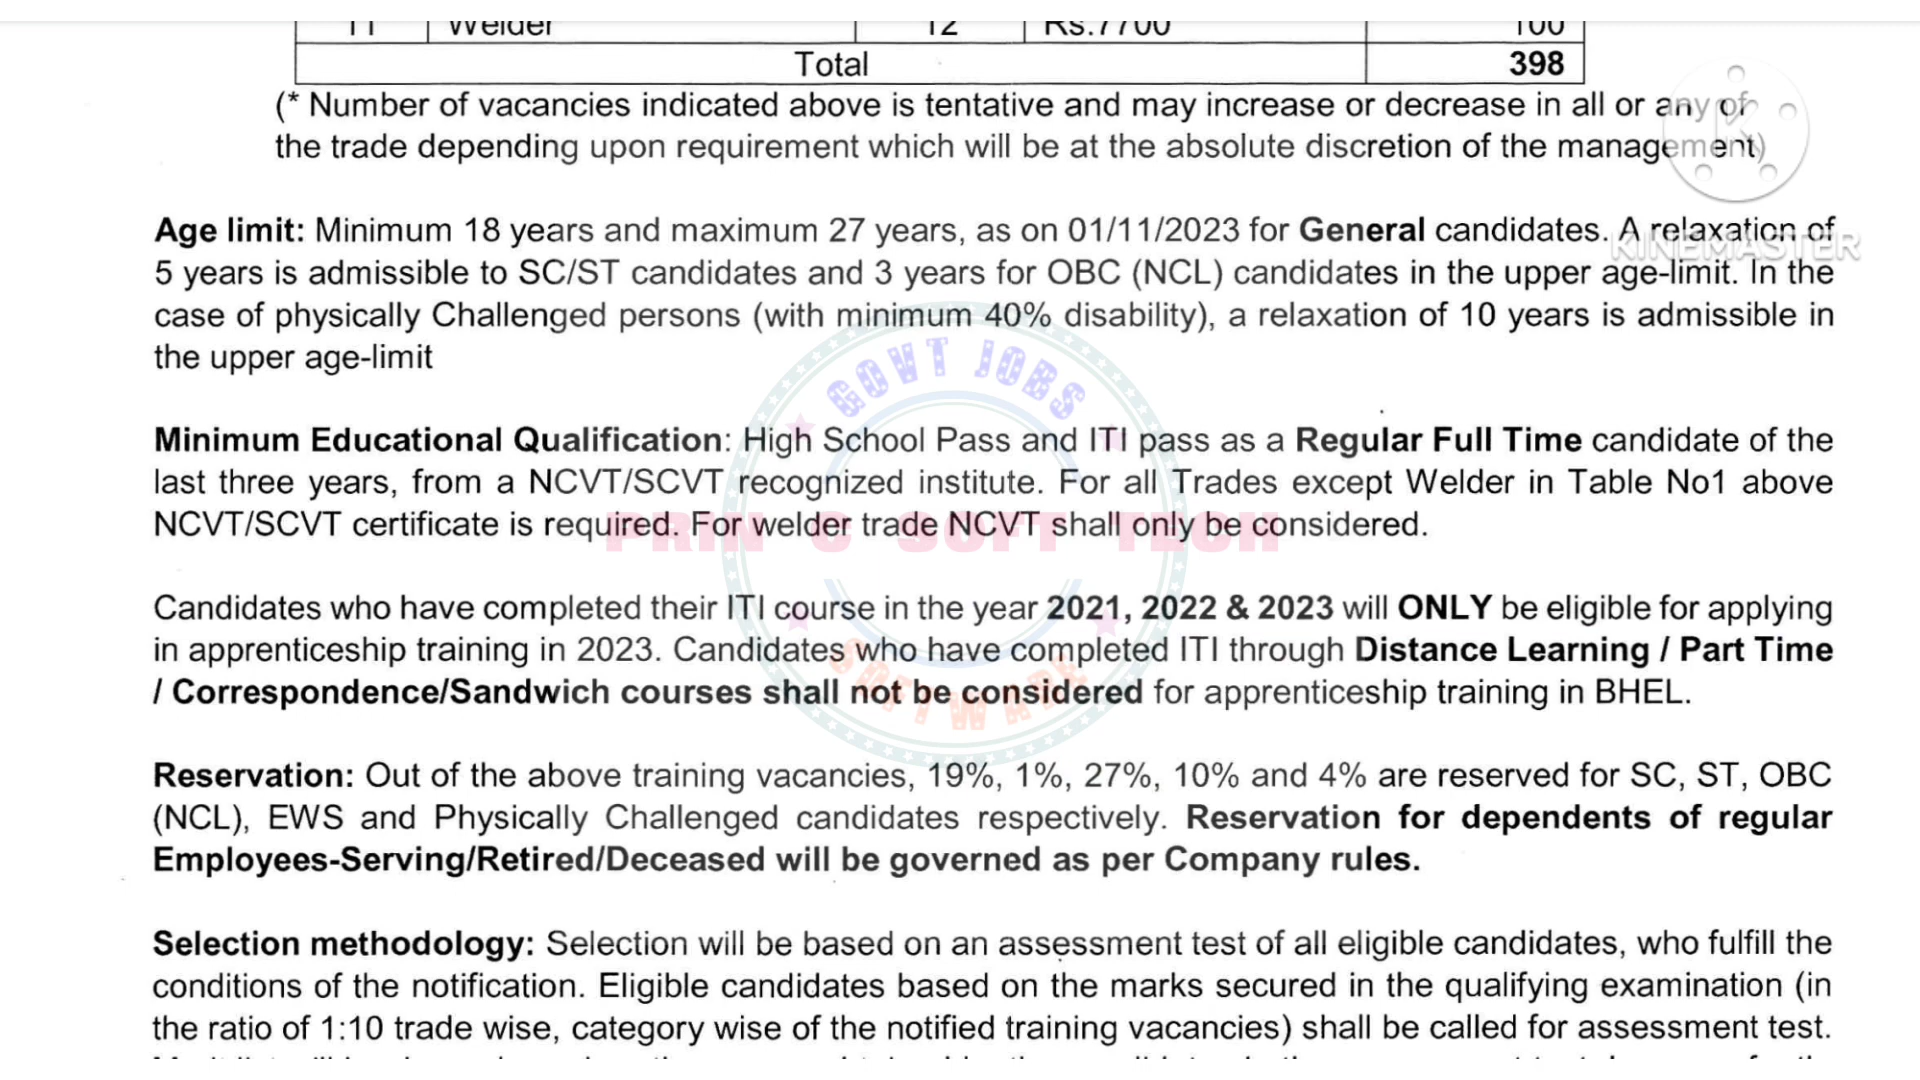 11 Welder 12 Rs.7700 100
Total 398
(* Number of vacancies indicated above is tentative and may increase or decrease in all or any of
the trade depending upon requirement which will be at the absolute discretion of the management)
KINEMASTER
Age limit: Minimum 18 years and maximum 27 years, as on 01/11/2023 for General candidates. A relaxation of
5 years is admissible to SC/ST candidates and 3 years for OBC (NCL) candidates in the upper age-limit. In the
case of physically Challenged persons (with minimum 40% disability), a relaxation of 10 years is admissible in
the upper age-limit
GOVT JOBS
Minimum Educational Qualification: High School Pass and ITI pass as a Regular Full Time candidate of the
last three years, from a NCVT/SCVT recognized institute. For all Trades except Welder in Table No1 above
NCVT/SCVT certificate is required. For welder trade NCVT shall only be considered.
PRIN C SOFT TECH
Candidates who have completed their ITI course in the year 2021, 2022 & 2023 will ONLY be eligible for applying
in apprenticeship training in 2023. Candidates who have completed ITI through Distance Learning / Part Time
/ Correspondence/Sandwich courses shall not be considered for apprenticeship training in BHEL.
SOFTWARE
Reservation: Out of the above training vacancies, 19%, 1%, 27%, 10% and 4% are reserved for SC, ST, OBC
(NCL), EWS and Physically Challenged candidates respectively. Reservation for dependents of regular
Employees-Serving/Retired/Deceased will be governed as per Company rules.
Selection methodology: Selection will be based on an assessment test of all eligible candidates, who fulfill the
conditions of the notification. Eligible candidates based on the marks secured in the qualifying examination (in
the ratio of 1:10 trade wise, category wise of the notified training vacancies) shall be called for assessment test.